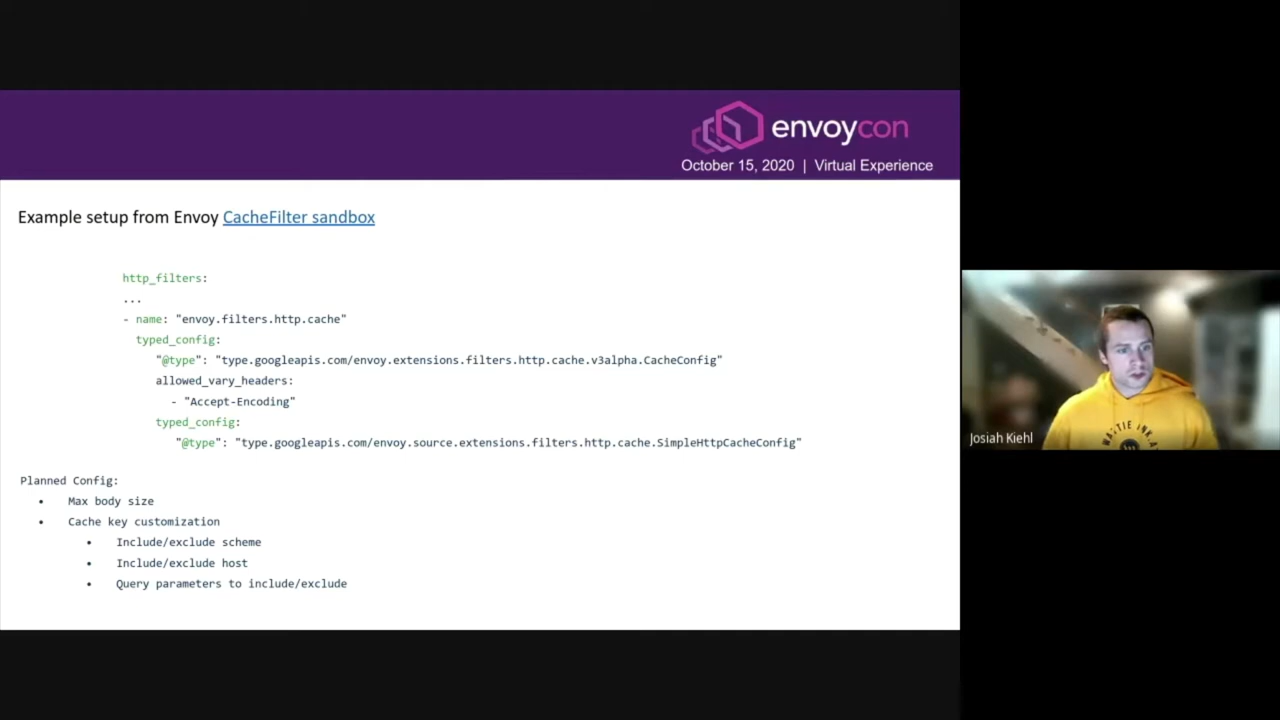 envoycon
October 15, 2020 | Virtual Experience
Example setup from Envoy CacheFilter sandbox
http_filters:
...
- name: "envoy.filters.http.cache"
typed_config:
"@type": "type.googleapis.com/envoy.extensions.filters.http.cache.v3alpha.CacheConfig"
allowed_vary_headers:
- "Accept-Encoding"
typed_config:
"@type": "type.googleapis.com/envoy.source.extensions.filters.http.cache.SimpleHttpCacheConfig"
Planned Config:
• Max body size
• Cache key customization
• Include/exclude scheme
• Include/exclude host
• Query parameters to include/exclude
Josiah Kiehl